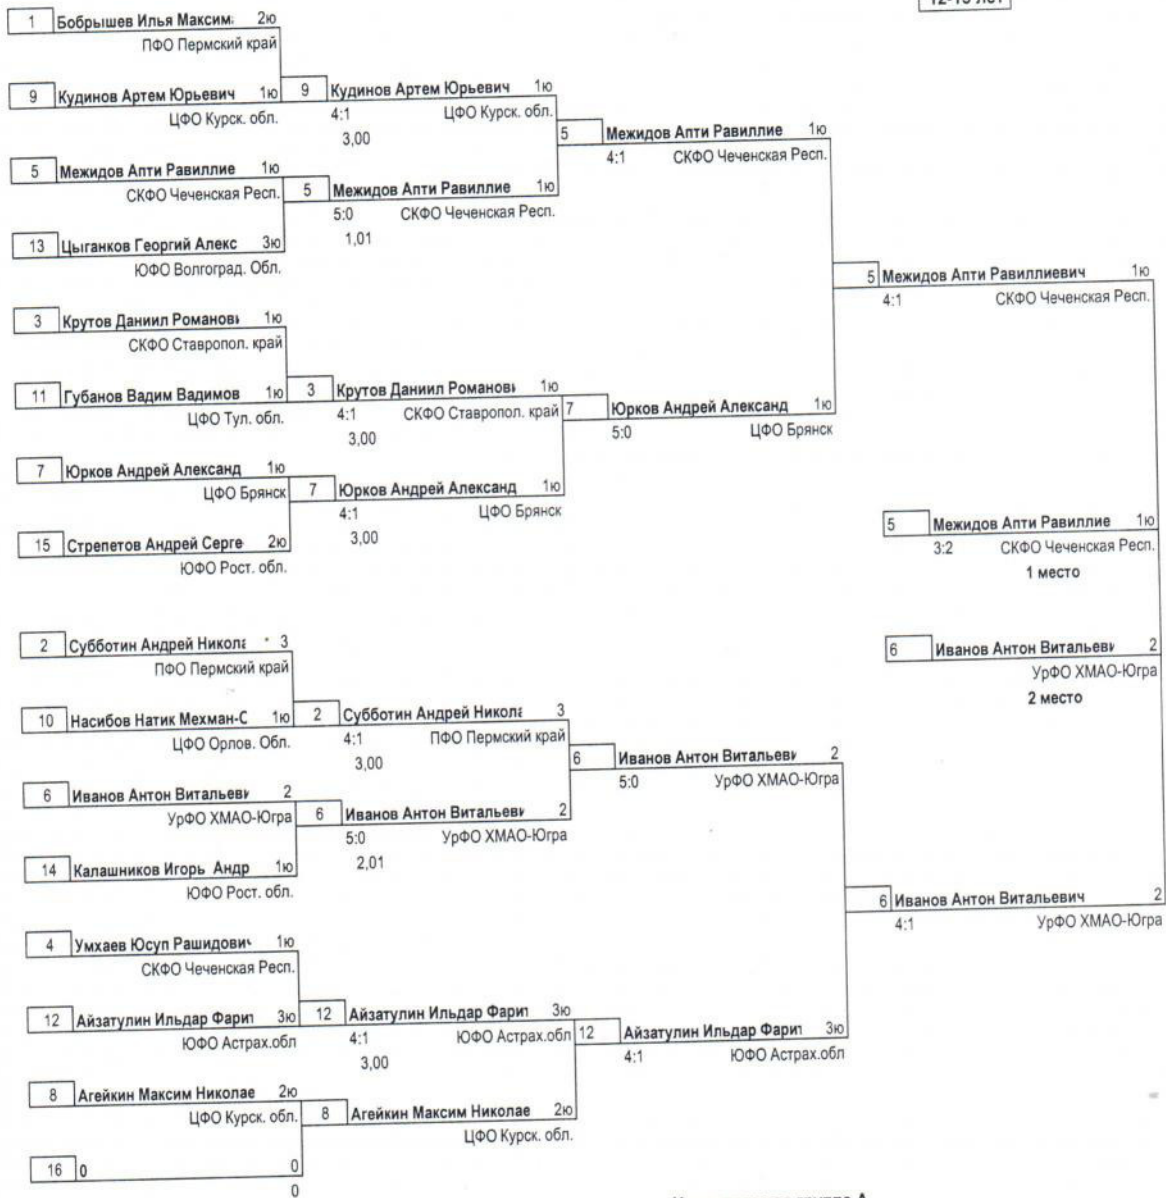 12-13 лет
1 Бобрышев Илья Максим 2ю
ПФО Пермский край
9 Кудинов Артем Юрьевич 1ю
ЦФО Курск. обл.
9 Кудинов Артем Юрьевич 1ю
4:1 ЦФО Курск. обл.
3,00
5 Межидов Апти Равиллие 1ю
4:1 СКФО Чеченская Респ.
5 Межидов Апти Равиллие 1ю
СКФО Чеченская Респ.
5 Межидов Апти Равиллие 1ю
5:0 СКФО Чеченская Респ.
1,01
13 Цыганков Георгий Алекс 3ю
ЮФО Волгоград. Обл.
5 Межидов Апти Равиллиевич 1ю
4:1 СКФО Чеченская Респ.
3 Крутов Даниил Романовı 1ю
СКФО Ставропол. край
11 Губанов Вадим Вадимов 1ю
ЦФО Тул. обл.
3 Крутов Даниил Романовı 1ю
4:1 СКФО Ставропол. край
3,00
7 Юрков Андрей Александ 1ю
5:0 ЦФО Брянск
7 Юрков Андрей Александ 1ю
ЦФО Брянск
7 Юрков Андрей Александ 1ю
4:1 ЦФО Брянск
3,00
15 Стрепетов Андрей Серге 2ю
ЮФО Рост. обл.
5 Межидов Апти Равиллие 1ю
3:2 СКФО Чеченская Респ.
1 место
6 Иванов Антон Витальевı 2
УрФО ХМАО-Югра
2 место
2 Субботин Андрей Никола 3
ПФО Пермский край
10 Насибов Натик Мехман-С 1ю
ЦФО Орлов. Обл.
2 Субботин Андрей Никола 3
4:1 ПФО Пермский край
3,00
6 Иванов Антон Витальевı 2
5:0 УрФО ХМАО-Югра
6 Иванов Антон Витальевı 2
УрФО ХМАО-Югра
6 Иванов Антон Витальевı 2
5:0 УрФО ХМАО-Югра
2,01
14 Калашников Игорь Андр 1ю
ЮФО Рост. обл.
6 Иванов Антон Витальевич 2
4:1 УрФО ХМАО-Югра
4 Умхаев Юсуп Рашидович 1ю
СКФО Чеченская Респ.
12 Айзатулин Ильдар Фарит 3ю
ЮФО Астрах.обл
12 Айзатулин Ильдар Фарит 3ю
4:1 ЮФО Астрах.обл
3,00
12 Айзатулин Ильдар Фарит 3ю
4:1 ЮФО Астрах.обл
8 Агейкин Максим Николае 2ю
ЦФО Курск. обл.
8 Агейкин Максим Николае 2ю
ЦФО Курск. обл.
16 0 0
0